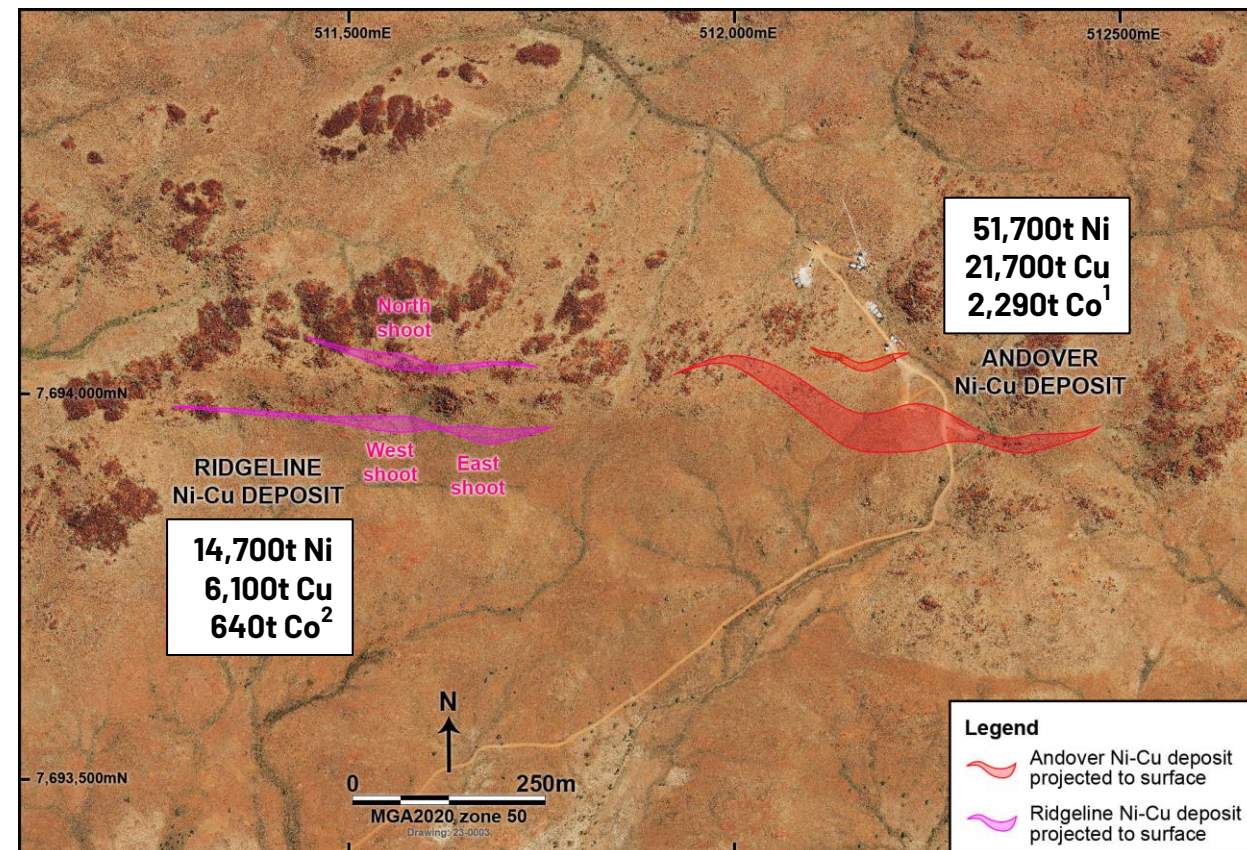 511,500mE
512,000mE
512500mE
51,700t Ni
21,700t Cu
2,290t Co1
ANDOVER
Ni-Cu DEPOSIT
North
shoot
7,694,000mN
West
shoot
East
shoot
RIDGELINE
Ni-Cu DEPOSIT
14,700t Ni
6,100t Cu
640t Co2
N
0
250m
MGA2020 zone 50
Drawing: 23-0003
7,693,500mN
Legend
Andover Ni-Cu deposit
projected to surface
Ridgeline Ni-Cu deposit
projected to surface